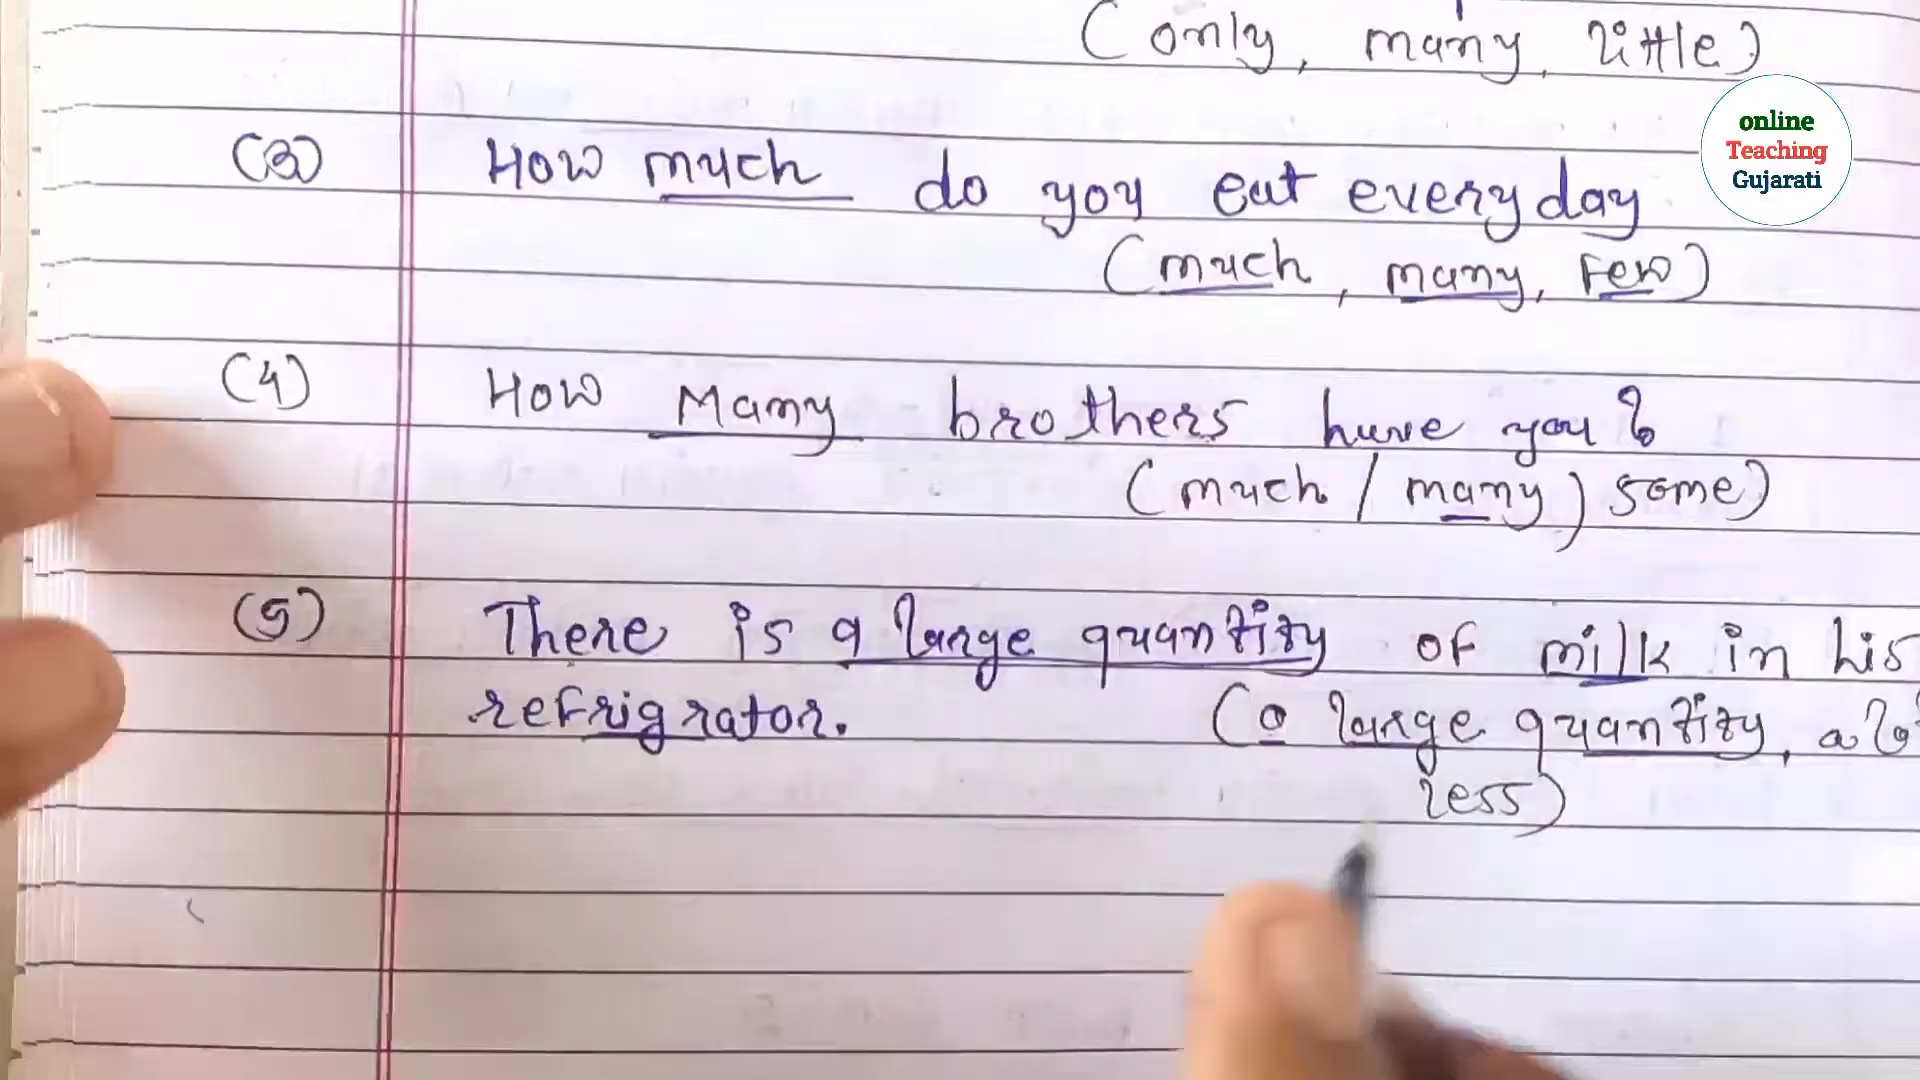 (only, many, little)
online
Teaching
Gujarati
(3) How much do you eat everyday
(much, many, Few)
(4) How Many brothers have you?
(much / many) some)
(5) There is a large quantity of milk in his
refrigrator. (a large quantity, a lot
less)